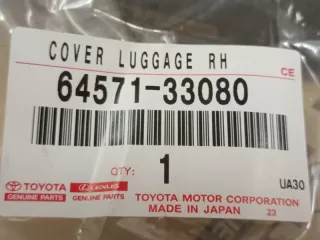 COVER LUGGAGE RH
CE
64571-33080
QTY: 1
UA30
TOYOTA
GENUINE PARTS
LEXUS
GENUINE PARTS
TOYOTA MOTOR CORPORATION
MADE IN JAPAN 23